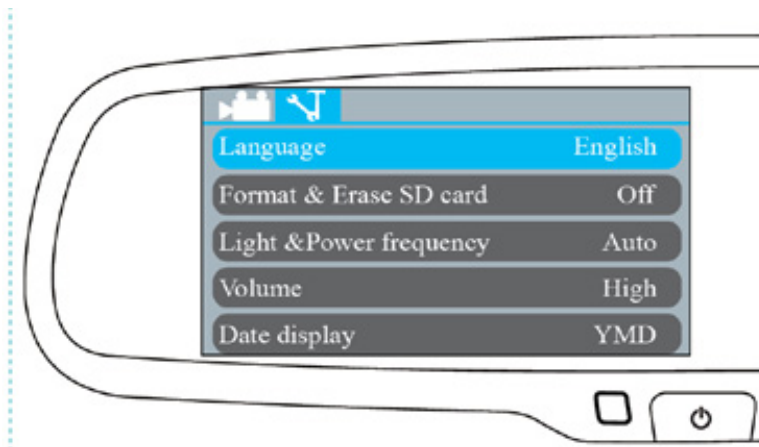 Language English
Format & Erase SD card Off
Light &Power frequency Auto
Volume High
Date display YMD